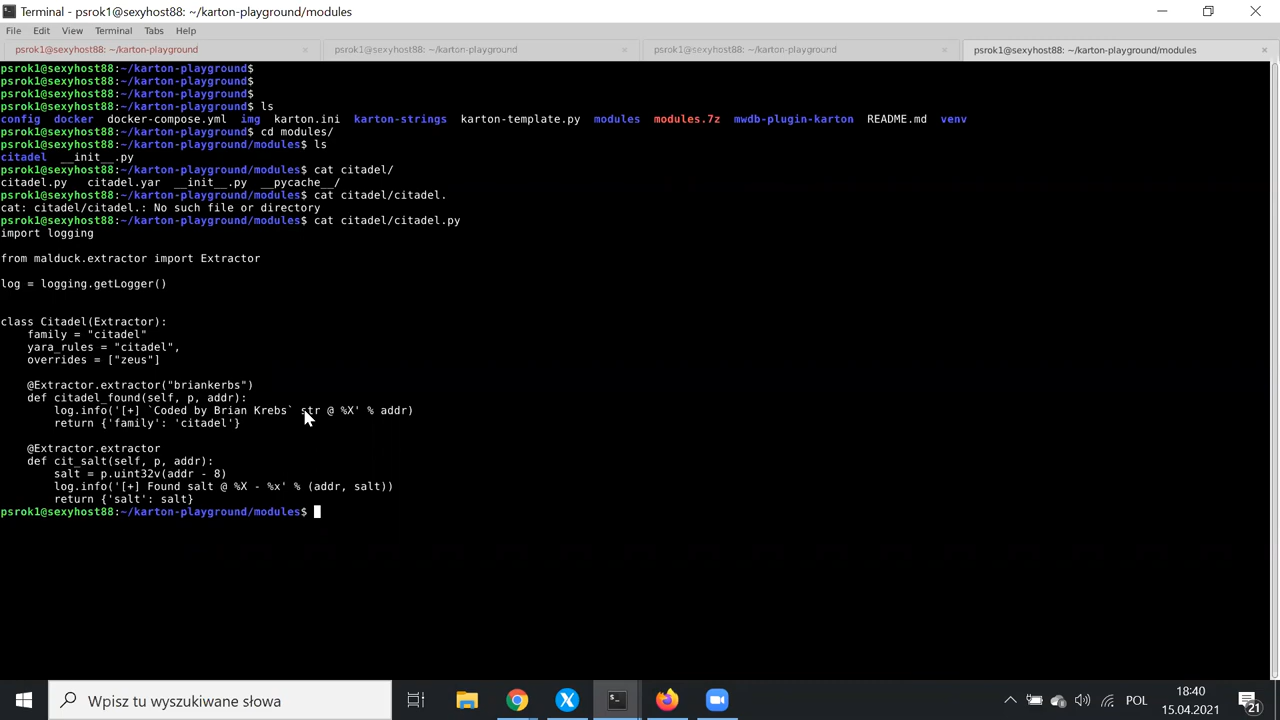 Terminal - psrok1@sexyhost88: ~/karton-playground/modules
File Edit View Terminal Tabs Help
psrok1@sexyhost88: ~/karton-playground psrok1@sexyhost88: ~/karton-playground psrok1@sexyhost88: ~/karton-playground psrok1@sexyhost88: ~/karton-playground/modules
psrok1@sexyhost88:~/karton-playground$
psrok1@sexyhost88:~/karton-playground$
psrok1@sexyhost88:~/karton-playground$
psrok1@sexyhost88:~/karton-playground$ ls
config docker docker-compose.yml img karton.ini karton-strings karton-template.py modules modules.7z mwdb-plugin-karton README.md venv
psrok1@sexyhost88:~/karton-playground$ cd modules/
psrok1@sexyhost88:~/karton-playground/modules$ ls
citadel __init__.py
psrok1@sexyhost88:~/karton-playground/modules$ cat citadel/
citadel.py citadel.yar __init__.py __pycache__/
psrok1@sexyhost88:~/karton-playground/modules$ cat citadel/citadel.
cat: citadel/citadel.: No such file or directory
psrok1@sexyhost88:~/karton-playground/modules$ cat citadel/citadel.py
import logging
from malduck.extractor import Extractor
log = logging.getLogger()
class Citadel(Extractor):
family = "citadel"
yara_rules = "citadel",
overrides = ["zeus"]
@Extractor.extractor("briankerbs")
def citadel_found(self, p, addr):
log.info('[+] `Coded by Brian Krebs` str @ %X' % addr)
return {'family': 'citadel'}
@Extractor.extractor
def cit_salt(self, p, addr):
salt = p.uint32v(addr - 8)
log.info('[+] Found salt @ %X - %x' % (addr, salt))
return {'salt': salt}
psrok1@sexyhost88:~/karton-playground/modules$
Wpisz tu wyszukiwane słowa
POL
18:40
15.04.2021
21